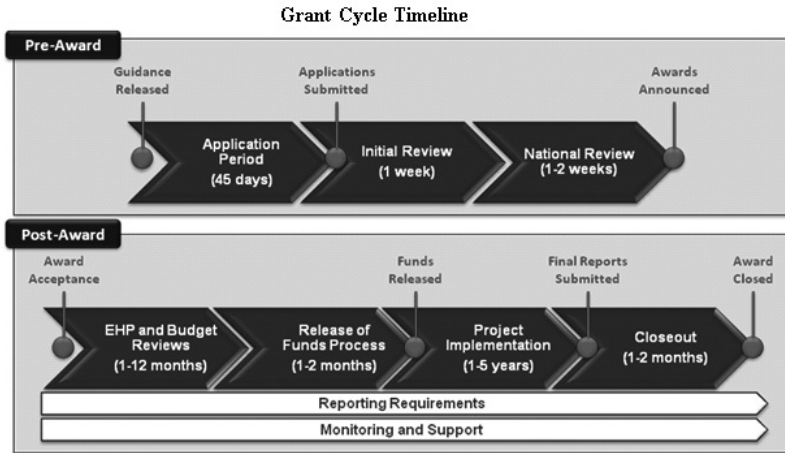 Grant Cycle Timeline
Pre-Award
Guidance
Released
Applications
Submitted
Awards
Announced
Application
Period
(45 days)
Initial Review
(1 week)
National Review
(1-2 weeks)
Post-Award
Award
Acceptance
Funds
Released
Final Reports
Submitted
Award
Closed
EHP and Budget
Reviews
(1-12 months)
Release of
Funds Process
(1-2 months)
Project
Implementation
(1-5 years)
Closeout
(1-2 months)
Reporting Requirements
Monitoring and Support